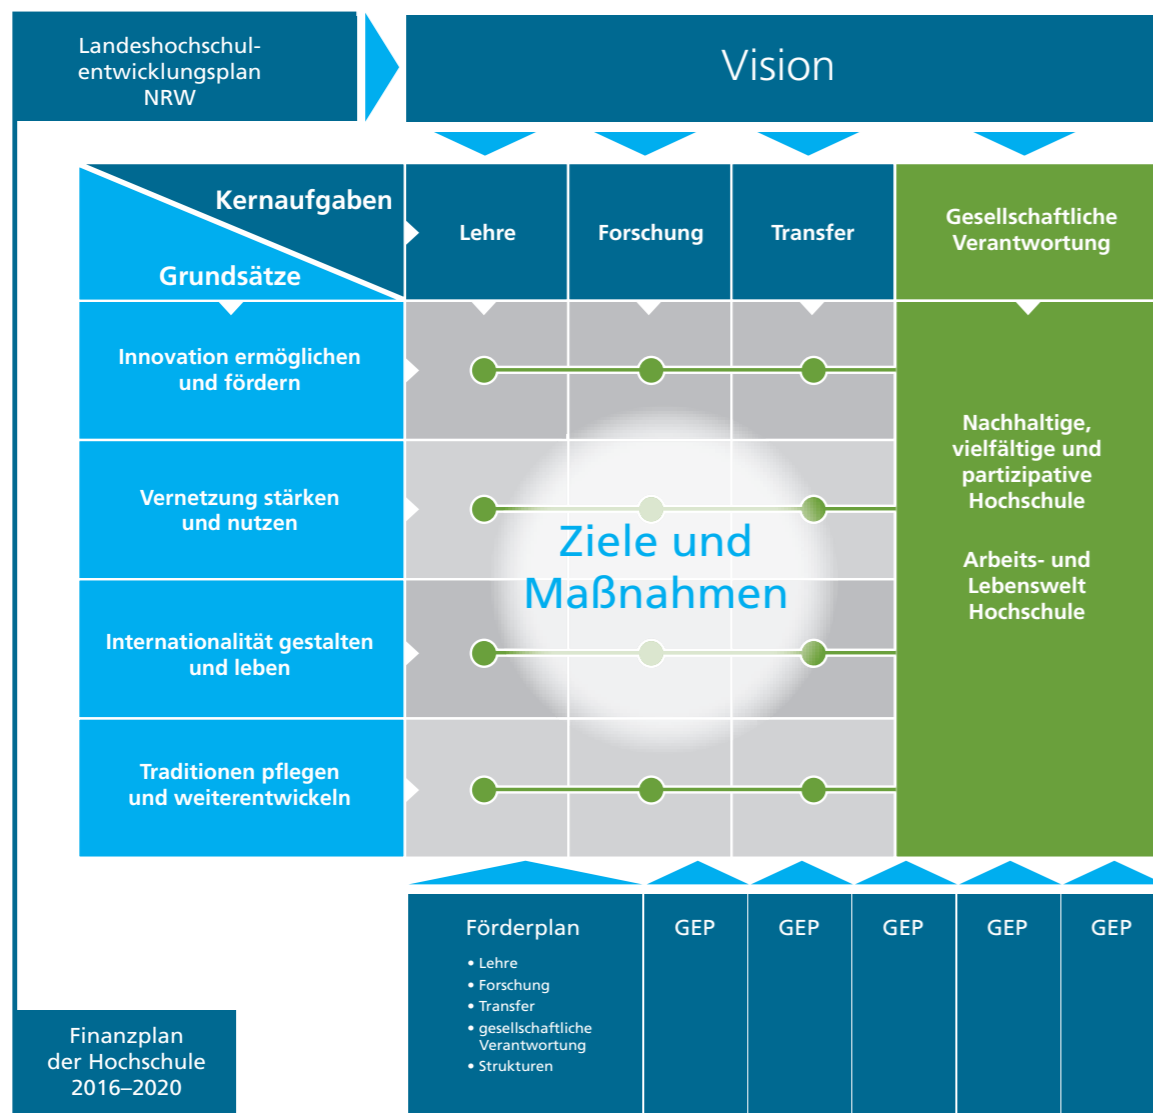 Landeshochschul-
entwicklungsplan
NRW
Vision
Kernaufgaben
Grundsätze
Lehre
Forschung
Transfer
Gesellschaftliche
Verantwortung
Innovation ermöglichen
und fördern
Vernetzung stärken
und nutzen
Internationalität gestalten
und leben
Traditionen pflegen
und weiterentwickeln
Ziele und
Maßnahmen
Nachhaltige,
vielfältige und
partizipative
Hochschule
Arbeits- und
Lebenswelt
Hochschule
Förderplan
• Lehre
• Forschung
• Transfer
• gesellschaftliche
Verantwortung
• Strukturen
GEP
GEP
GEP
GEP
GEP
Finanzplan
der Hochschule
2016–2020